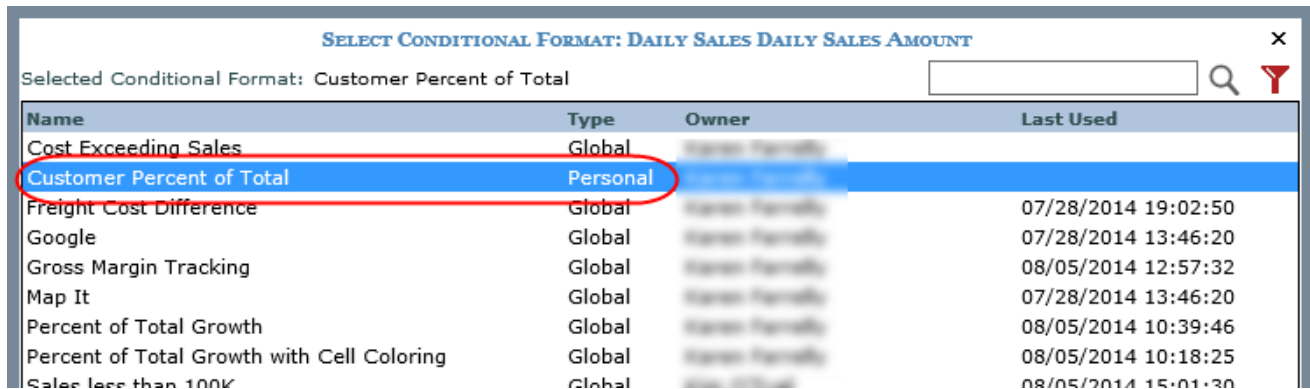 SELECT CONDITIONAL FORMAT: DAILY SALES DAILY SALES AMOUNT
Selected Conditional Format: Customer Percent of Total
Name Type Owner Last Used
Cost Exceeding Sales Global
Customer Percent of Total Personal
Freight Cost Difference Global 07/28/2014 19:02:50
Google Global 07/28/2014 13:46:20
Gross Margin Tracking Global 08/05/2014 12:57:32
Map It Global 07/28/2014 13:46:20
Percent of Total Growth Global 08/05/2014 10:39:46
Percent of Total Growth with Cell Coloring Global 08/05/2014 10:18:25
Sales less than 100K Global 08/05/2014 15:01:30